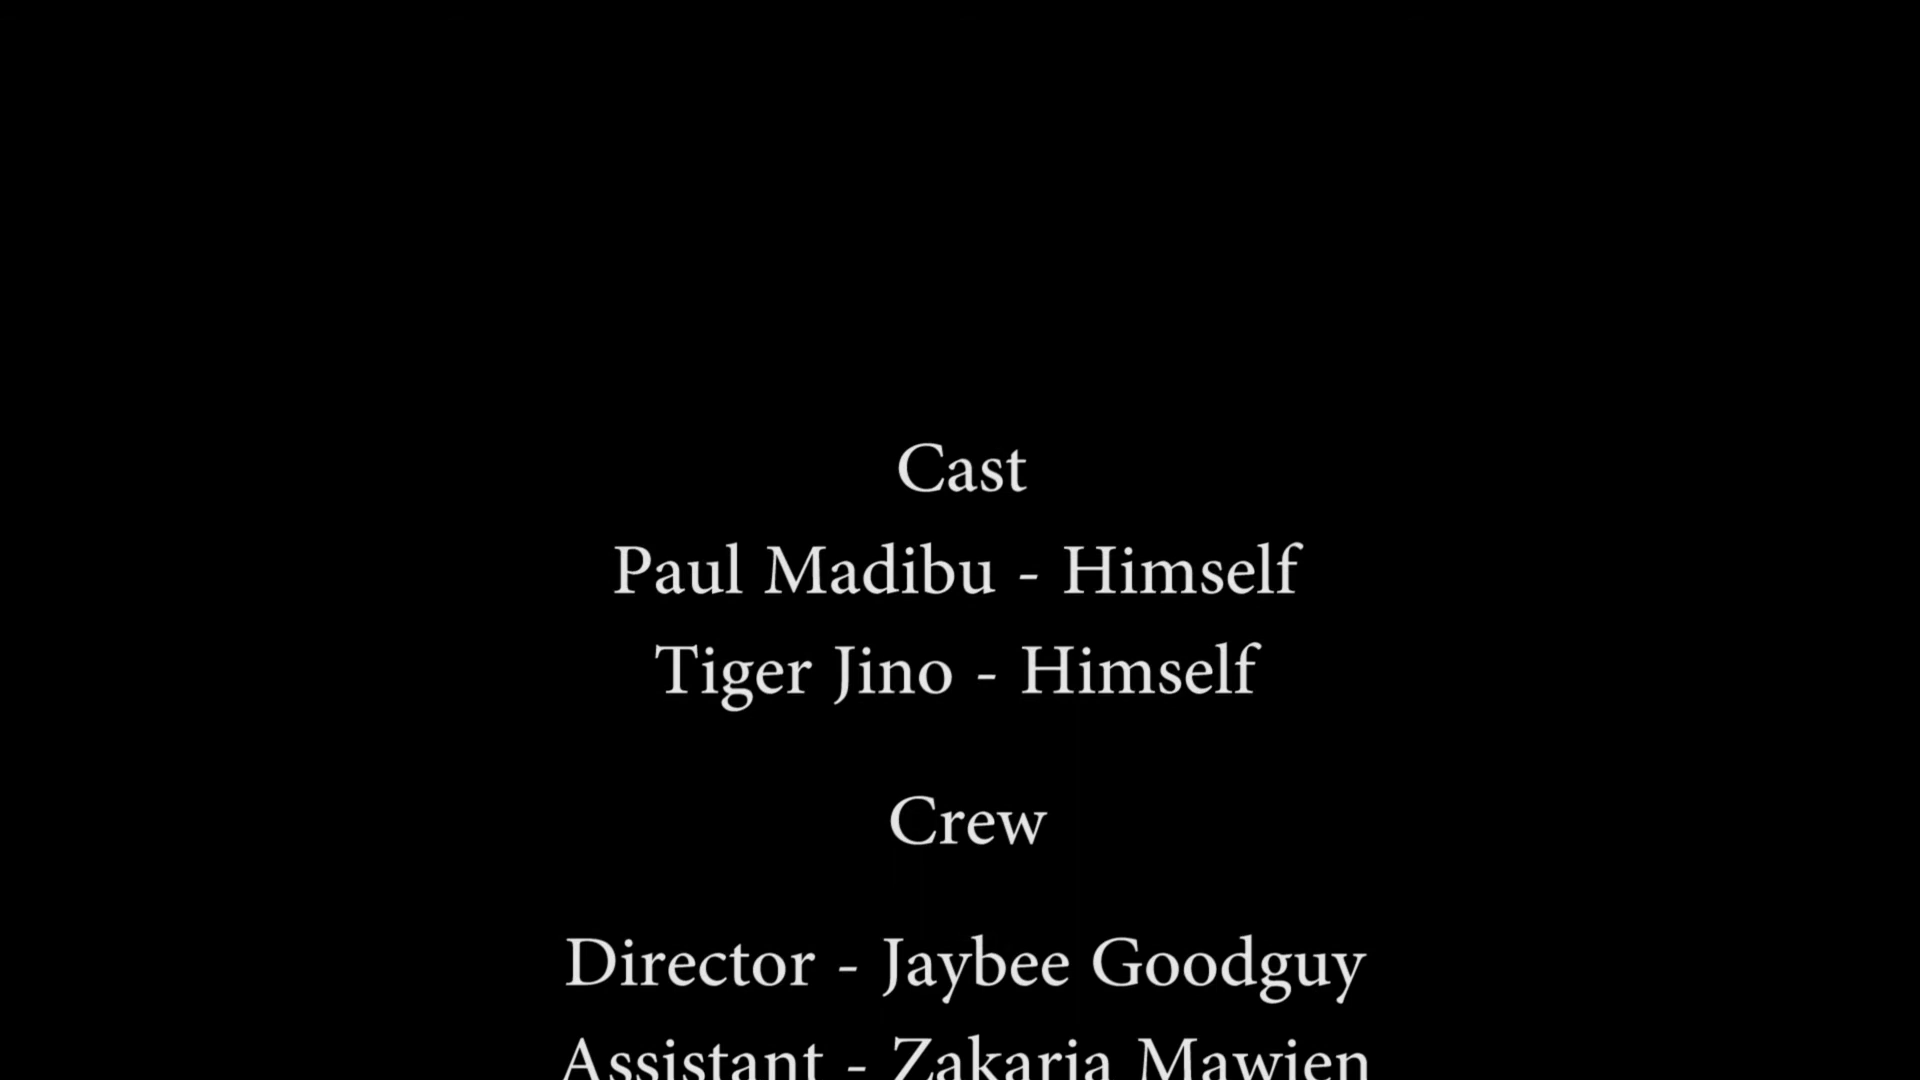 Cast
Paul Madibu - Himself
Tiger Jino - Himself
Crew
Director - Jaybee Goodguy
Assistant - Zakaria Mawien